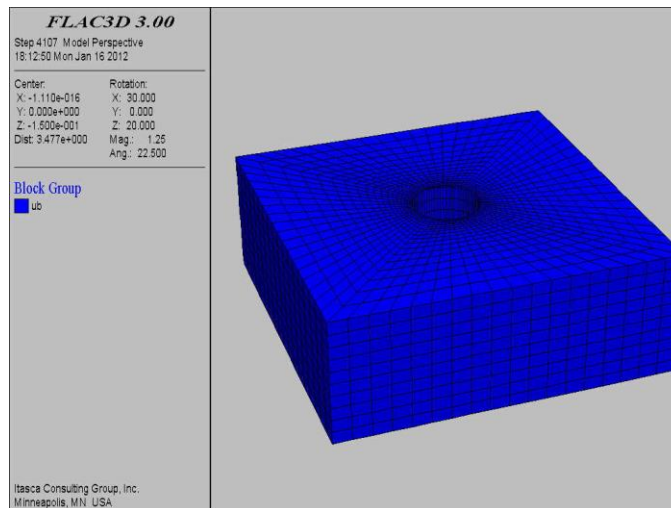 FLAC3D 3.00
Step 4107 Model Perspective
18:12:50 Mon Jan 16 2012
Center: Rotation:
X: -1.110e-016 X: 30.000
Y: 0.000e+000 Y: 0.000
Z: -1.500e-001 Z: 20.000
Dist: 3.477e+000 Mag.: 1.25
Ang.: 22.500
Block Group
ub
Itasca Consulting Group, Inc.
Minneapolis, MN USA